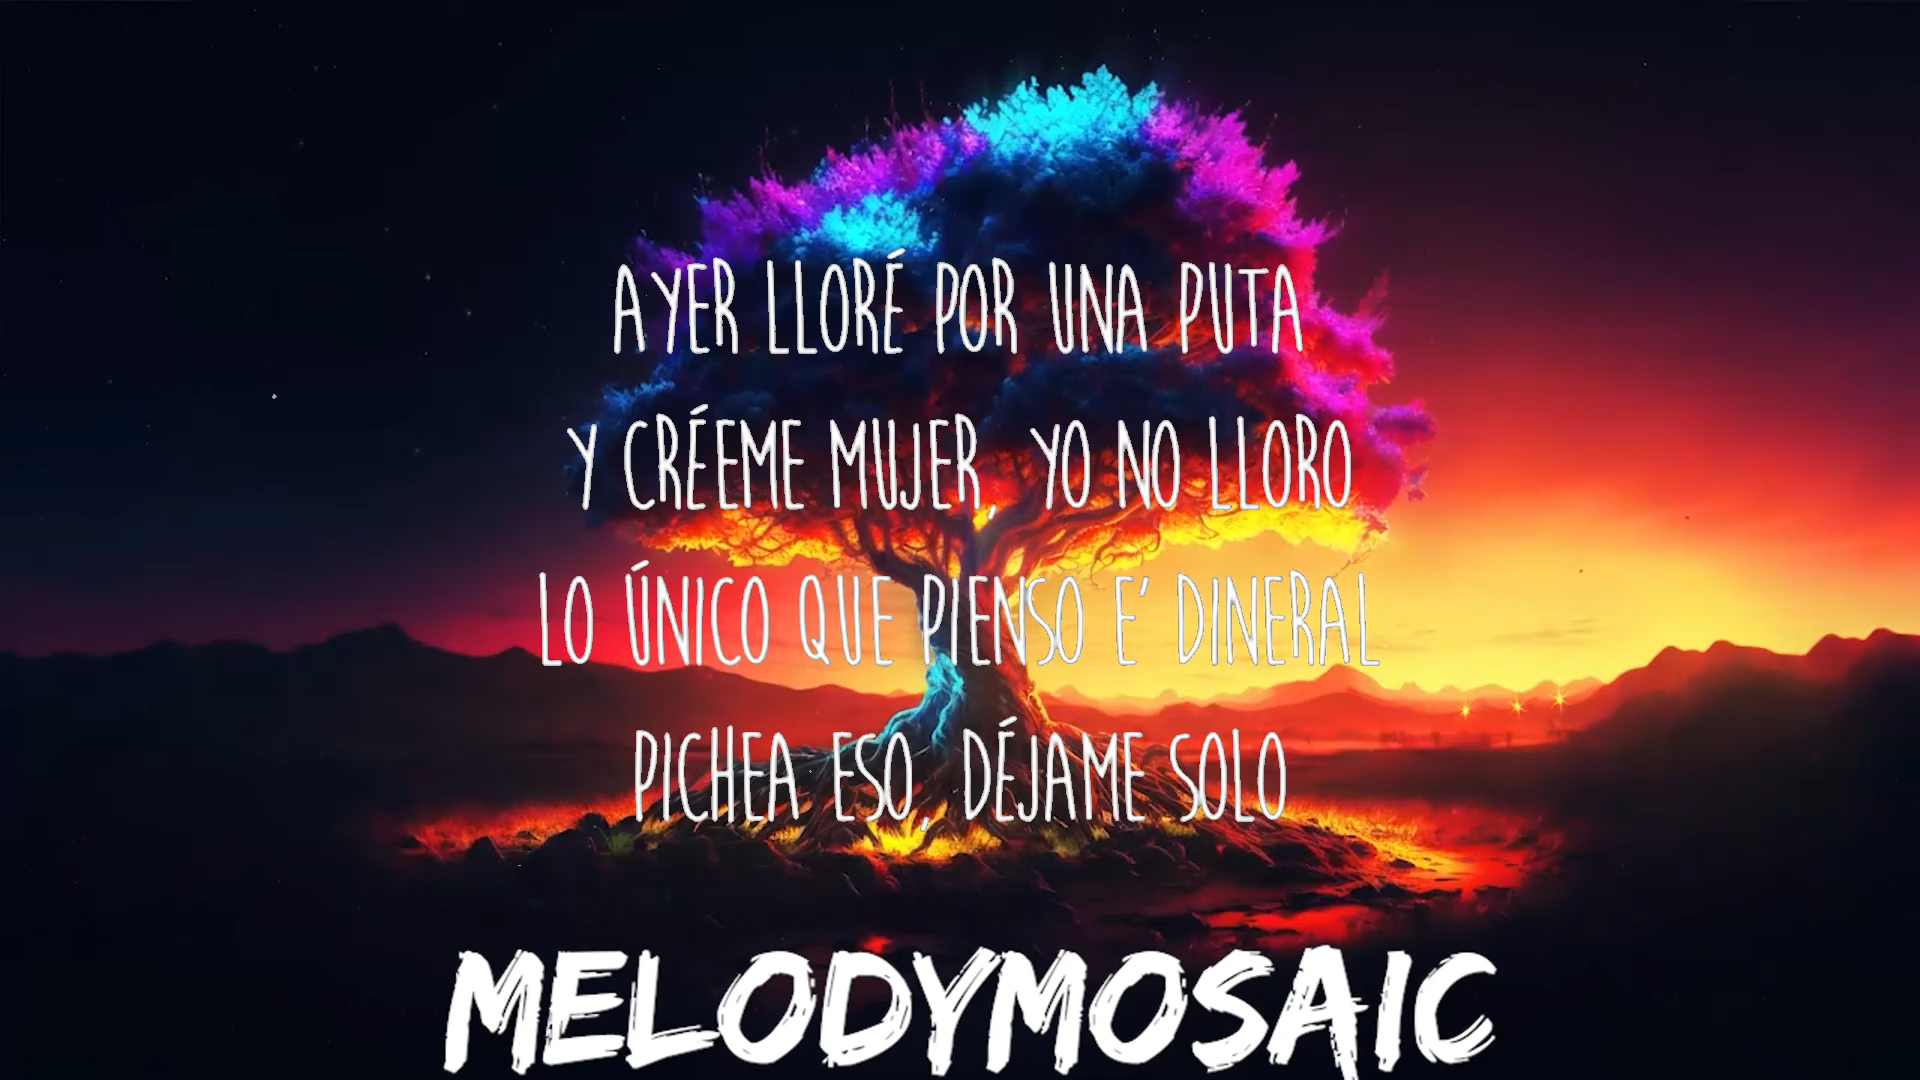 AYER LLORÉ POR UNA PUTA
Y CRÉEME MUJER, YO NO LLORO
LO ÚNICO QUE PIENSO E' DINERAL
PICHEA ESO, DÉJAME SOLO
MELODYMOSAIC